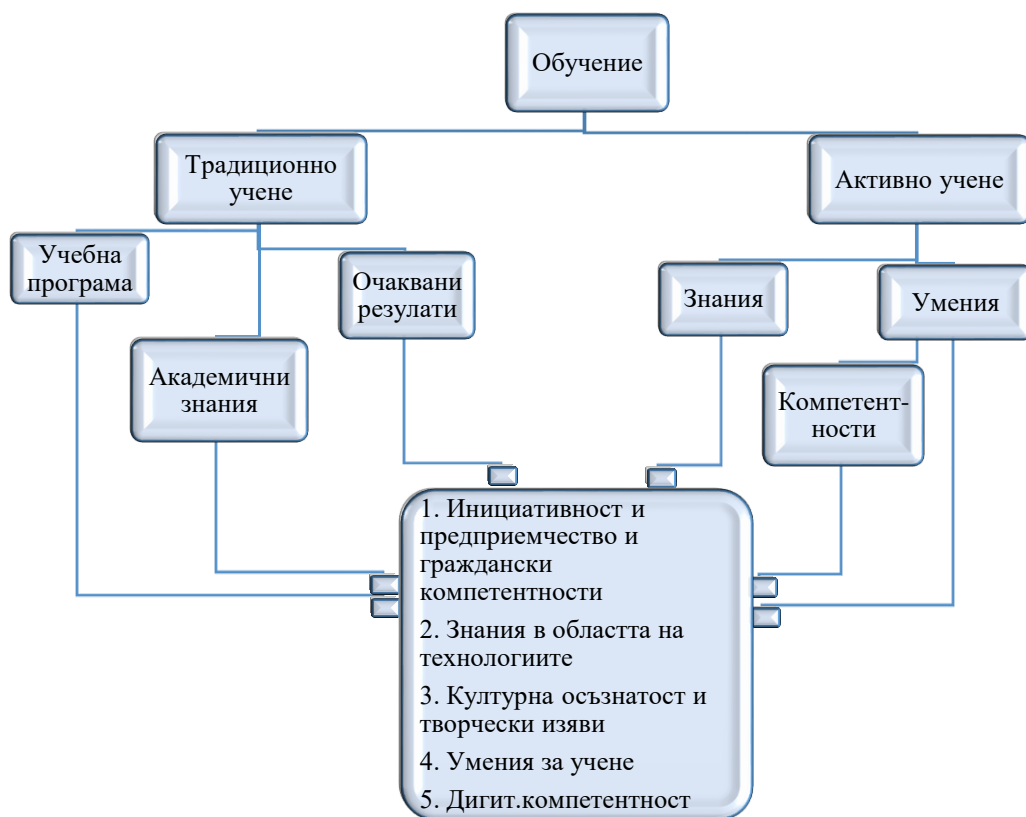 Обучение
Традиционно
учене
Активно учене
Учебна
програма
Очаквани
резулати
Знания
Умения
Академични
знания
Компетент-
ности
1. Инициативност и
предприемчество и
граждански
компетентности
2. Знания в областта на
технологиите
3. Културна осъзнатост и
творчески изяви
4. Умения за учене
5. Дигит.компетентност